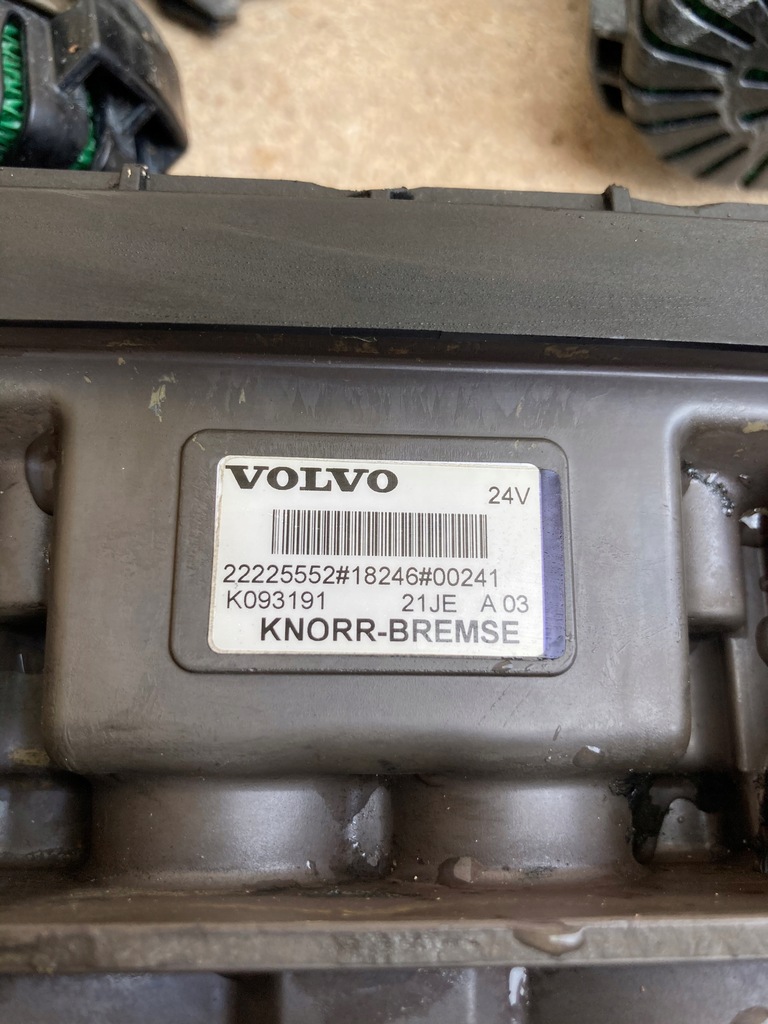 VOLVO
24V
22225552#18246#00241
K093191 21JE A 03
KNORR-BREMSE